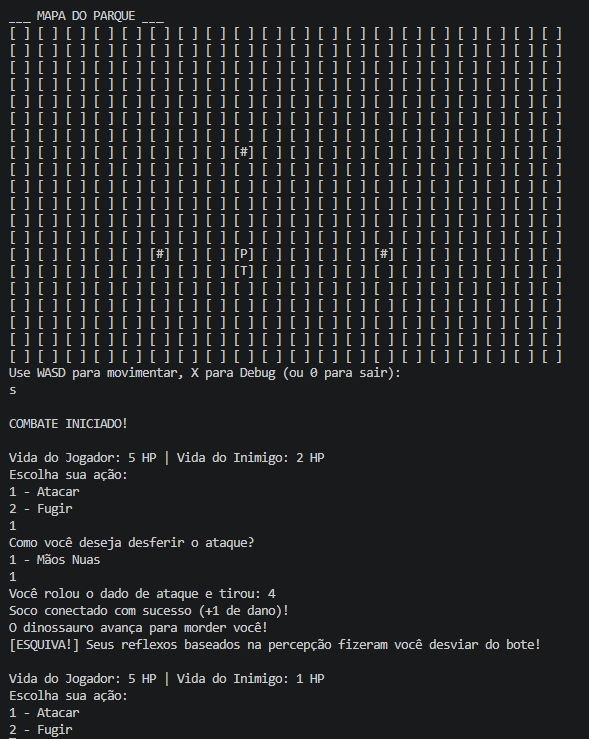 ___ MAPA DO PARQUE ___
[ ] [ ] [ ] [ ] [ ] [ ] [ ] [ ] [ ] [ ] [ ] [ ] [ ] [ ] [ ] [ ] [ ] [ ] [ ] [ ]
[ ] [ ] [ ] [ ] [ ] [ ] [ ] [ ] [ ] [ ] [ ] [ ] [ ] [ ] [ ] [ ] [ ] [ ] [ ] [ ]
[ ] [ ] [ ] [ ] [ ] [ ] [ ] [ ] [ ] [ ] [ ] [ ] [ ] [ ] [ ] [ ] [ ] [ ] [ ] [ ]
[ ] [ ] [ ] [ ] [ ] [ ] [ ] [ ] [ ] [ ] [ ] [ ] [ ] [ ] [ ] [ ] [ ] [ ] [ ] [ ]
[ ] [ ] [ ] [ ] [ ] [ ] [ ] [ ] [ ] [ ] [ ] [ ] [ ] [ ] [ ] [ ] [ ] [ ] [ ] [ ]
[ ] [ ] [ ] [ ] [ ] [ ] [ ] [ ] [ ] [ ] [ ] [ ] [ ] [ ] [ ] [ ] [ ] [ ] [ ] [ ]
[ ] [ ] [ ] [ ] [ ] [ ] [ ] [ ] [ ] [ ] [ ] [ ] [ ] [ ] [ ] [ ] [ ] [ ] [ ] [ ]
[ ] [ ] [ ] [ ] [ ] [ ] [ ] [ ] [#] [ ] [ ] [ ] [ ] [ ] [ ] [ ] [ ] [ ] [ ] [ ]
[ ] [ ] [ ] [ ] [ ] [ ] [ ] [ ] [ ] [ ] [ ] [ ] [ ] [ ] [ ] [ ] [ ] [ ] [ ] [ ]
[ ] [ ] [ ] [ ] [ ] [ ] [ ] [ ] [ ] [ ] [ ] [ ] [ ] [ ] [ ] [ ] [ ] [ ] [ ] [ ]
[ ] [ ] [ ] [ ] [ ] [ ] [ ] [ ] [ ] [ ] [ ] [ ] [ ] [ ] [ ] [ ] [ ] [ ] [ ] [ ]
[ ] [ ] [ ] [ ] [ ] [ ] [ ] [ ] [ ] [ ] [ ] [ ] [ ] [ ] [ ] [ ] [ ] [ ] [ ] [ ]
[ ] [ ] [ ] [ ] [ ] [ ] [ ] [ ] [ ] [ ] [ ] [ ] [ ] [ ] [ ] [ ] [ ] [ ] [ ] [ ]
[ ] [ ] [ ] [ ] [ ] [#] [ ] [ ] [P] [ ] [ ] [ ] [ ] [#] [ ] [ ] [ ] [ ] [ ] [ ]
[ ] [ ] [ ] [ ] [ ] [ ] [ ] [ ] [T] [ ] [ ] [ ] [ ] [ ] [ ] [ ] [ ] [ ] [ ] [ ]
[ ] [ ] [ ] [ ] [ ] [ ] [ ] [ ] [ ] [ ] [ ] [ ] [ ] [ ] [ ] [ ] [ ] [ ] [ ] [ ]
[ ] [ ] [ ] [ ] [ ] [ ] [ ] [ ] [ ] [ ] [ ] [ ] [ ] [ ] [ ] [ ] [ ] [ ] [ ] [ ]
[ ] [ ] [ ] [ ] [ ] [ ] [ ] [ ] [ ] [ ] [ ] [ ] [ ] [ ] [ ] [ ] [ ] [ ] [ ] [ ]
[ ] [ ] [ ] [ ] [ ] [ ] [ ] [ ] [ ] [ ] [ ] [ ] [ ] [ ] [ ] [ ] [ ] [ ] [ ] [ ]
[ ] [ ] [ ] [ ] [ ] [ ] [ ] [ ] [ ] [ ] [ ] [ ] [ ] [ ] [ ] [ ] [ ] [ ] [ ] [ ]
Use WASD para movimentar, X para Debug (ou 0 para sair):
s
COMBATE INICIADO!
Vida do Jogador: 5 HP | Vida do Inimigo: 2 HP
Escolha sua ação:
1 - Atacar
2 - Fugir
1
Como você deseja desferir o ataque?
1 - Mãos Nuas
1
Você rolou o dado de ataque e tirou: 4
Soco conectado com sucesso (+1 de dano)!
O dinossauro avança para morder você!
[ESQUIVA!] Seus reflexos baseados na percepção fizeram você desviar do bote!
Vida do Jogador: 5 HP | Vida do Inimigo: 1 HP
Escolha sua ação:
1 - Atacar
2 - Fugir